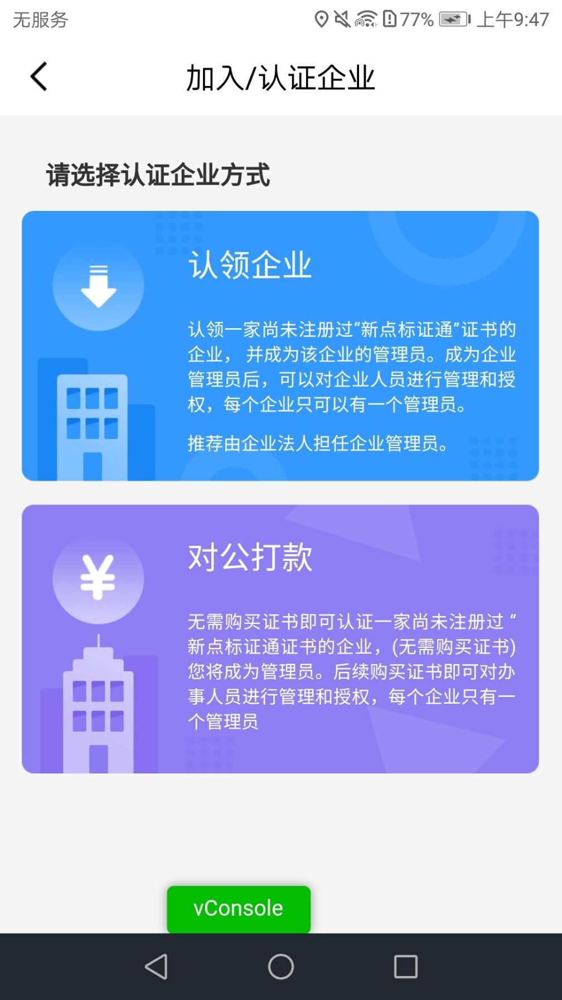 无服务
77%
上午9:47
加入/认证企业
请选择认证企业方式
认领企业
认领一家尚未注册过“新点标证通”证书的
企业， 并成为该企业的管理员。成为企业
管理员后，可以对企业人员进行管理和授
权，每个企业只可以有一个管理员。
推荐由企业法人担任企业管理员。
¥
对公打款
无需购买证书即可认证一家尚未注册过 “
新点标证通证书的企业，(无需购买证书)
您将成为管理员。后续购买证书即可对办
事人员进行管理和授权，每个企业只有一
个管理员
vConsole